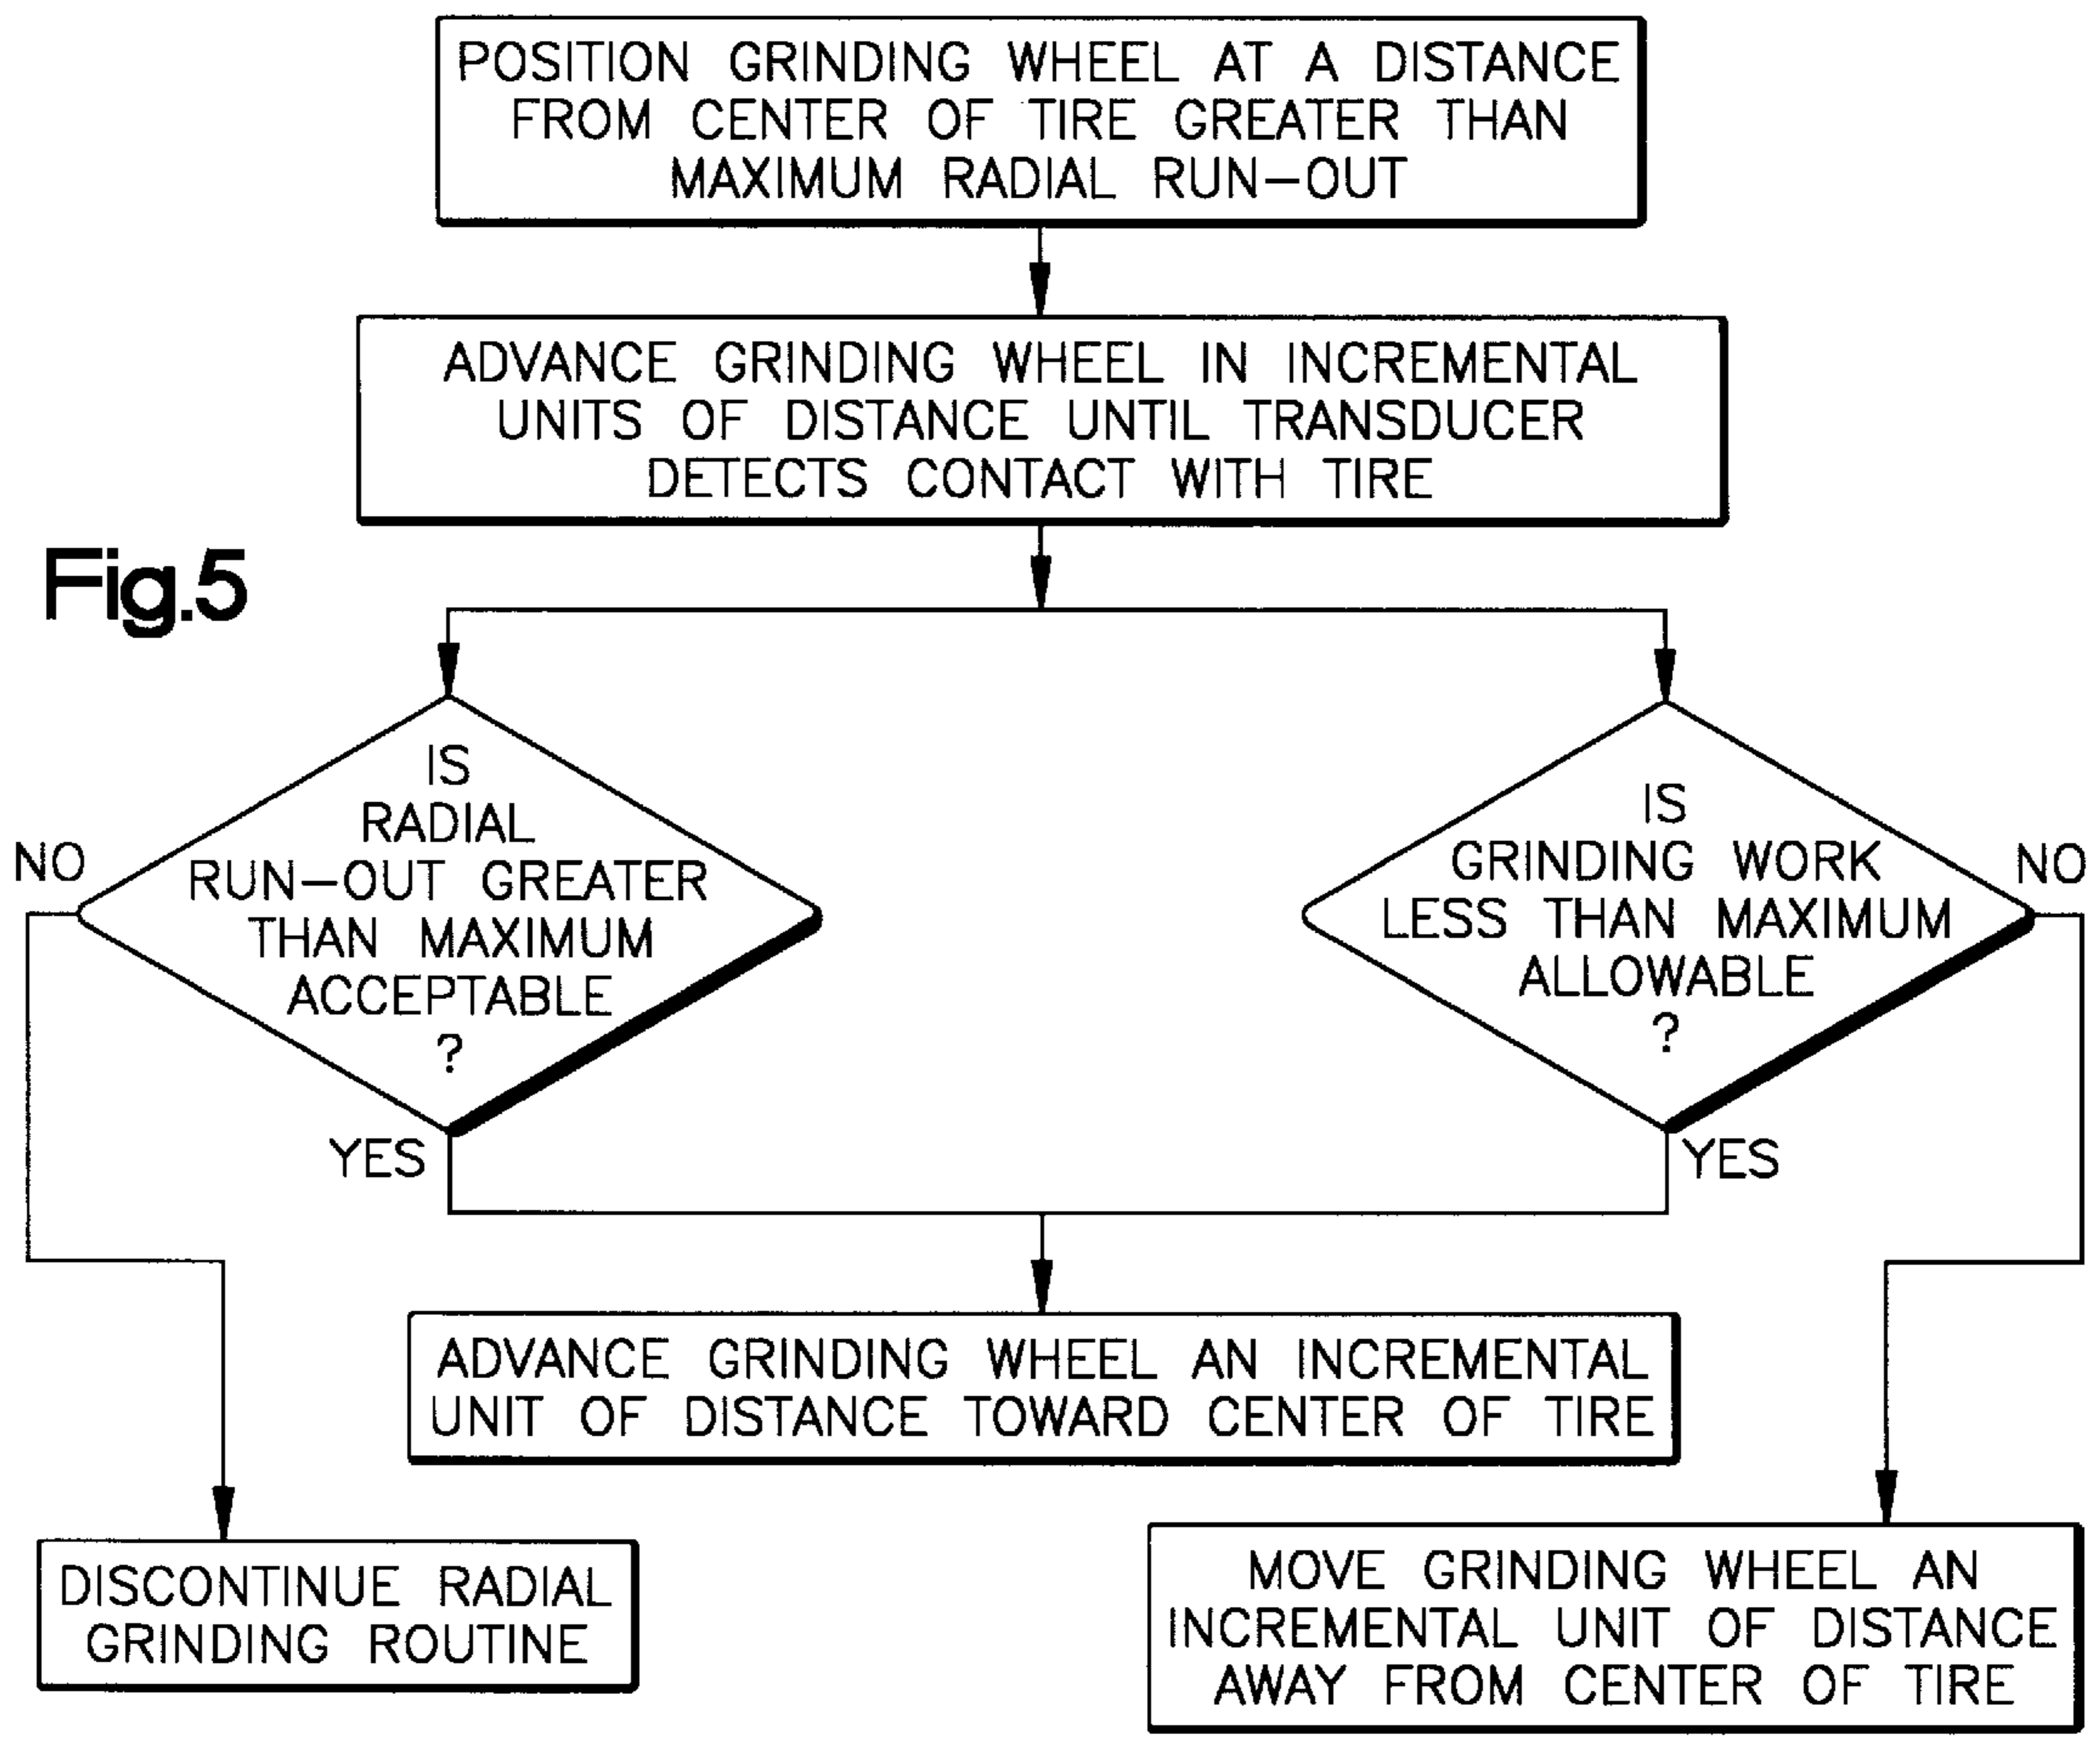 POSITION GRINDING WHEEL AT A DISTANCE
FROM CENTER OF TIRE GREATER THAN
MAXIMUM RADIAL RUN-OUT
ADVANCE GRINDING WHEEL IN INCREMENTAL
UNITS OF DISTANCE UNTIL TRANSDUCER
DETECTS CONTACT WITH TIRE
Fig.5
IS
RADIAL
RUN-OUT GREATER
THAN MAXIMUM
ACCEPTABLE
?
NO
YES
IS
GRINDING WORK
LESS THAN MAXIMUM
ALLOWABLE
?
NO
YES
ADVANCE GRINDING WHEEL AN INCREMENTAL
UNIT OF DISTANCE TOWARD CENTER OF TIRE
DISCONTINUE RADIAL
GRINDING ROUTINE
MOVE GRINDING WHEEL AN
INCREMENTAL UNIT OF DISTANCE
AWAY FROM CENTER OF TIRE